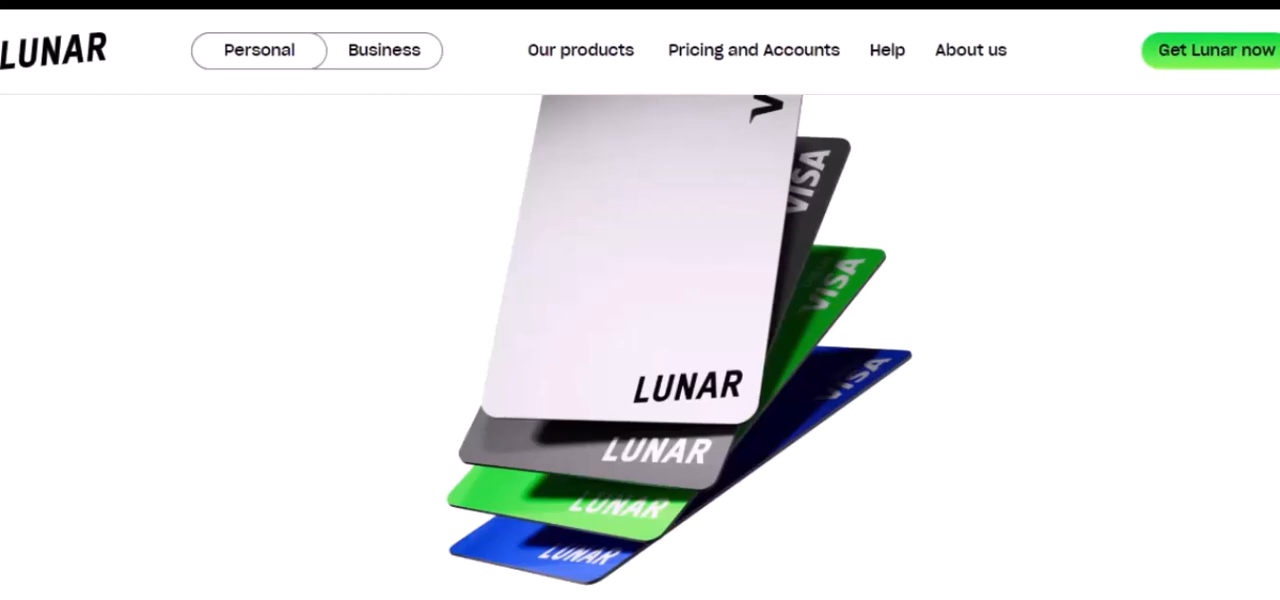 LUNAR
Personal
Business
Our products
Pricing and Accounts
Help
About us
Get Lunar now
VISA
VISA
VISA
LUNAR
LUNAR
LUNAR
LUNAR